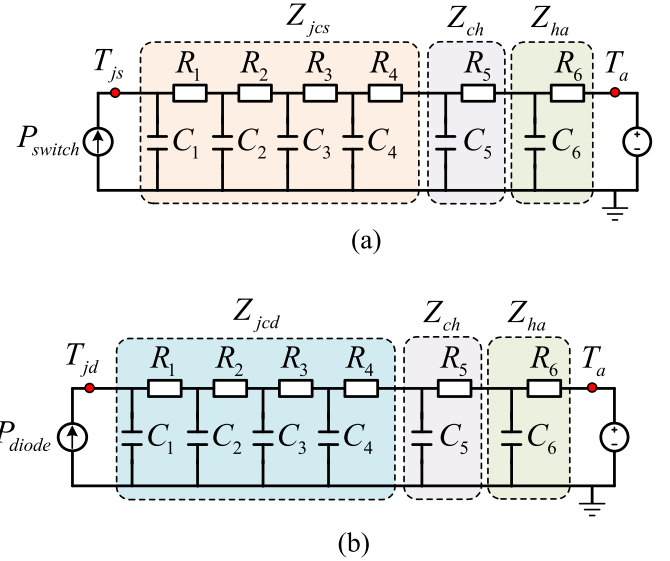 Z_jcs Z_ch Z_ha
T_js R_1 R_2 R_3 R_4 R_5 R_6 T_a
P_switch C_1 C_2 C_3 C_4 C_5 C_6 + -
(a)
Z_jcd Z_ch Z_ha
T_jd R_1 R_2 R_3 R_4 R_5 R_6 T_a
P_diode C_1 C_2 C_3 C_4 C_5 C_6 + -
(b)